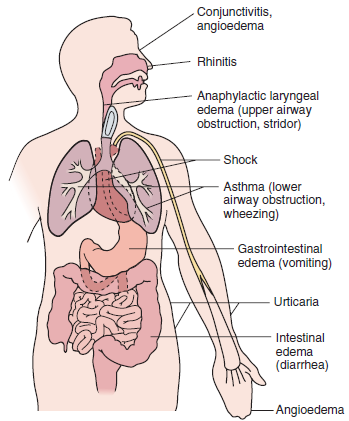 Conjunctivitis,
angioedema
Rhinitis
Anaphylactic laryngeal
edema (upper airway
obstruction, stridor)
Shock
Asthma (lower
airway obstruction,
wheezing)
Gastrointestinal
edema (vomiting)
Urticaria
Intestinal
edema
(diarrhea)
Angioedema